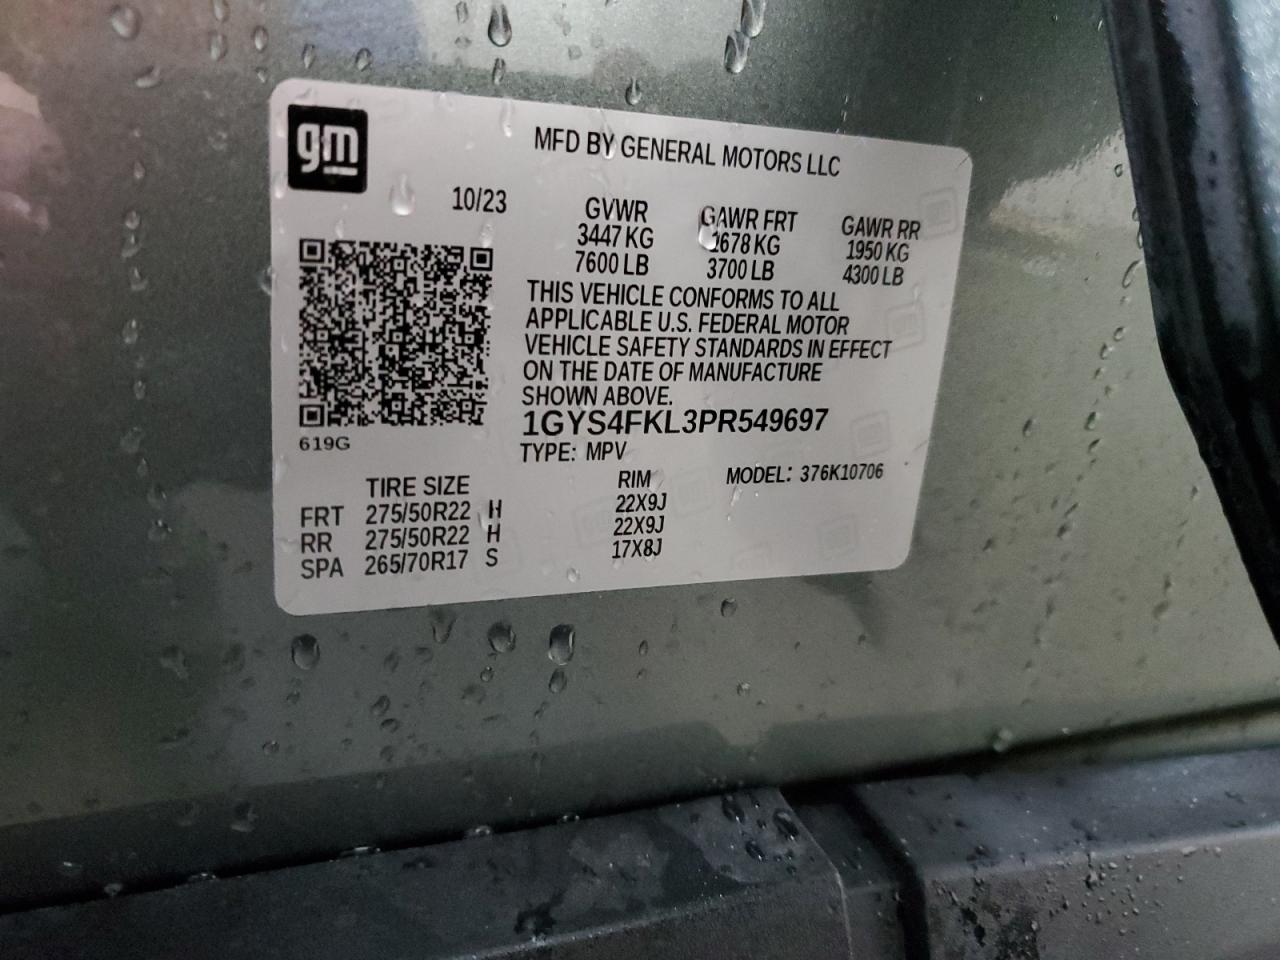 gm
MFD BY GENERAL MOTORS LLC
10/23
GVWR GAWR FRT GAWR RR
3447 KG 1678 KG 1950 KG
7600 LB 3700 LB 4300 LB
THIS VEHICLE CONFORMS TO ALL
APPLICABLE U.S. FEDERAL MOTOR
VEHICLE SAFETY STANDARDS IN EFFECT
ON THE DATE OF MANUFACTURE
SHOWN ABOVE.
1GYS4FKL3PR549697
619G
TYPE: MPV MODEL: 376K10706
TIRE SIZE RIM
FRT 275/50R22 H 22X9J
RR 275/50R22 H 22X9J
SPA 265/70R17 S 17X8J